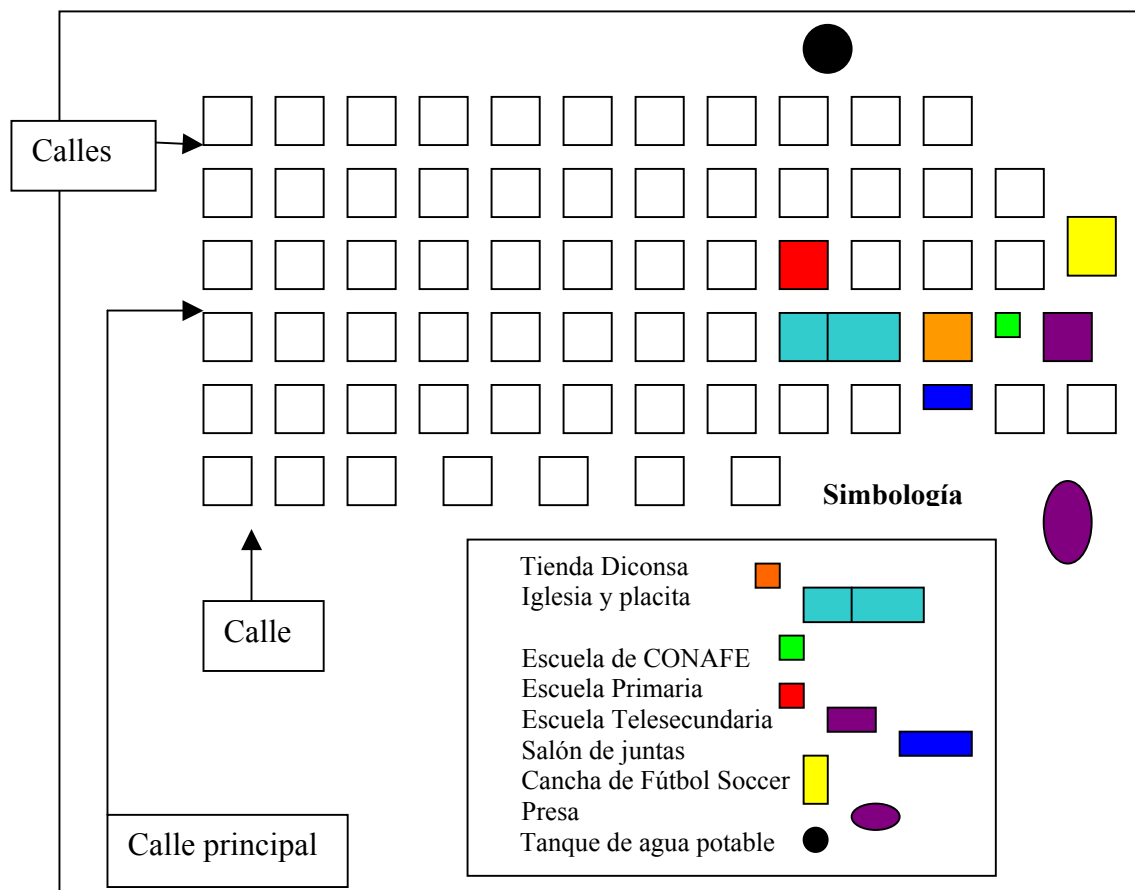 Calles
Simbología
Tienda Diconsa
Iglesia y placita
Calle
Escuela de CONAFE
Escuela Primaria
Escuela Telesecundaria
Salón de juntas
Cancha de Fútbol Soccer
Presa
Tanque de agua potable
Calle principal